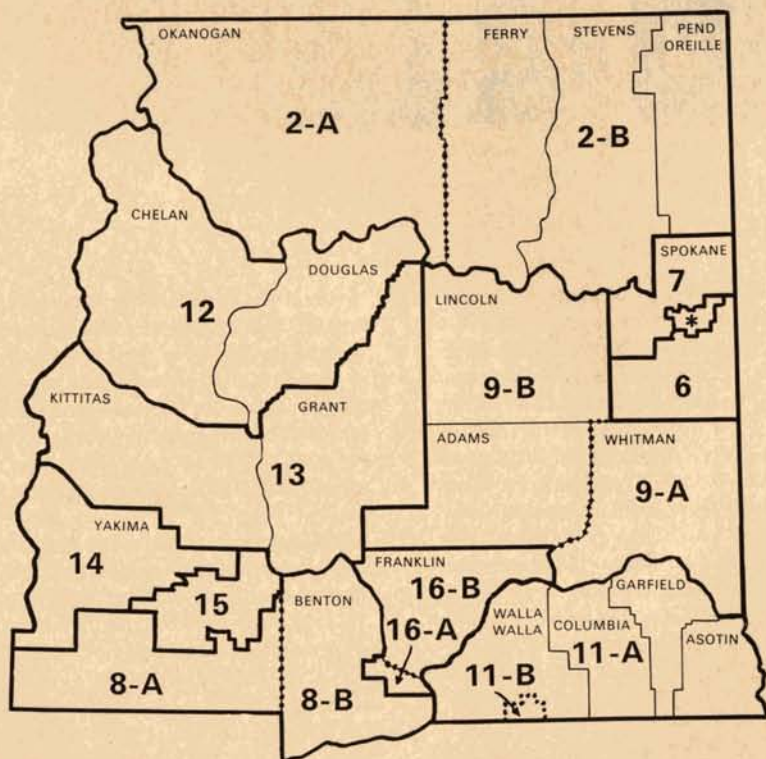 OKANOGAN
FERRY
STEVENS
PEND
OREILLE
2-A
2-B
CHELAN
DOUGLAS
SPOKANE
7
LINCOLN
*
12
KITTITAS
GRANT
9-B
6
ADAMS
WHITMAN
13
9-A
YAKIMA
14
FRANKLIN
15
BENTON
16-B
GARFIELD
WALLA
WALLA
COLUMBIA
16-A
ASOTIN
11-A
11-B
8-A
8-B